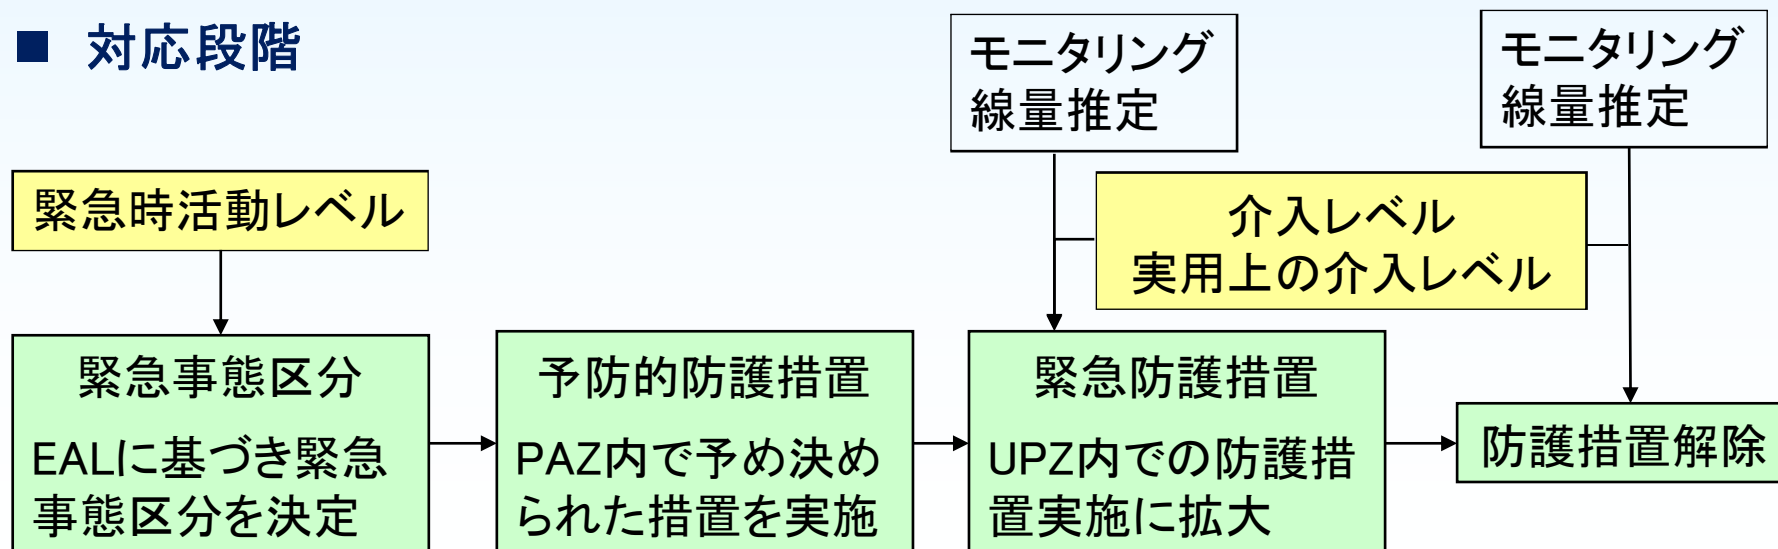 ■ 対応段階
モニタリング
線量推定
モニタリング
線量推定
緊急時活動レベル
介入レベル
実用上の介入レベル
緊急事態区分
EALに基づき緊急
事態区分を決定
予防的防護措置
PAZ内で予め決め
られた措置を実施
緊急防護措置
UPZ内での防護措
置実施に拡大
防護措置解除